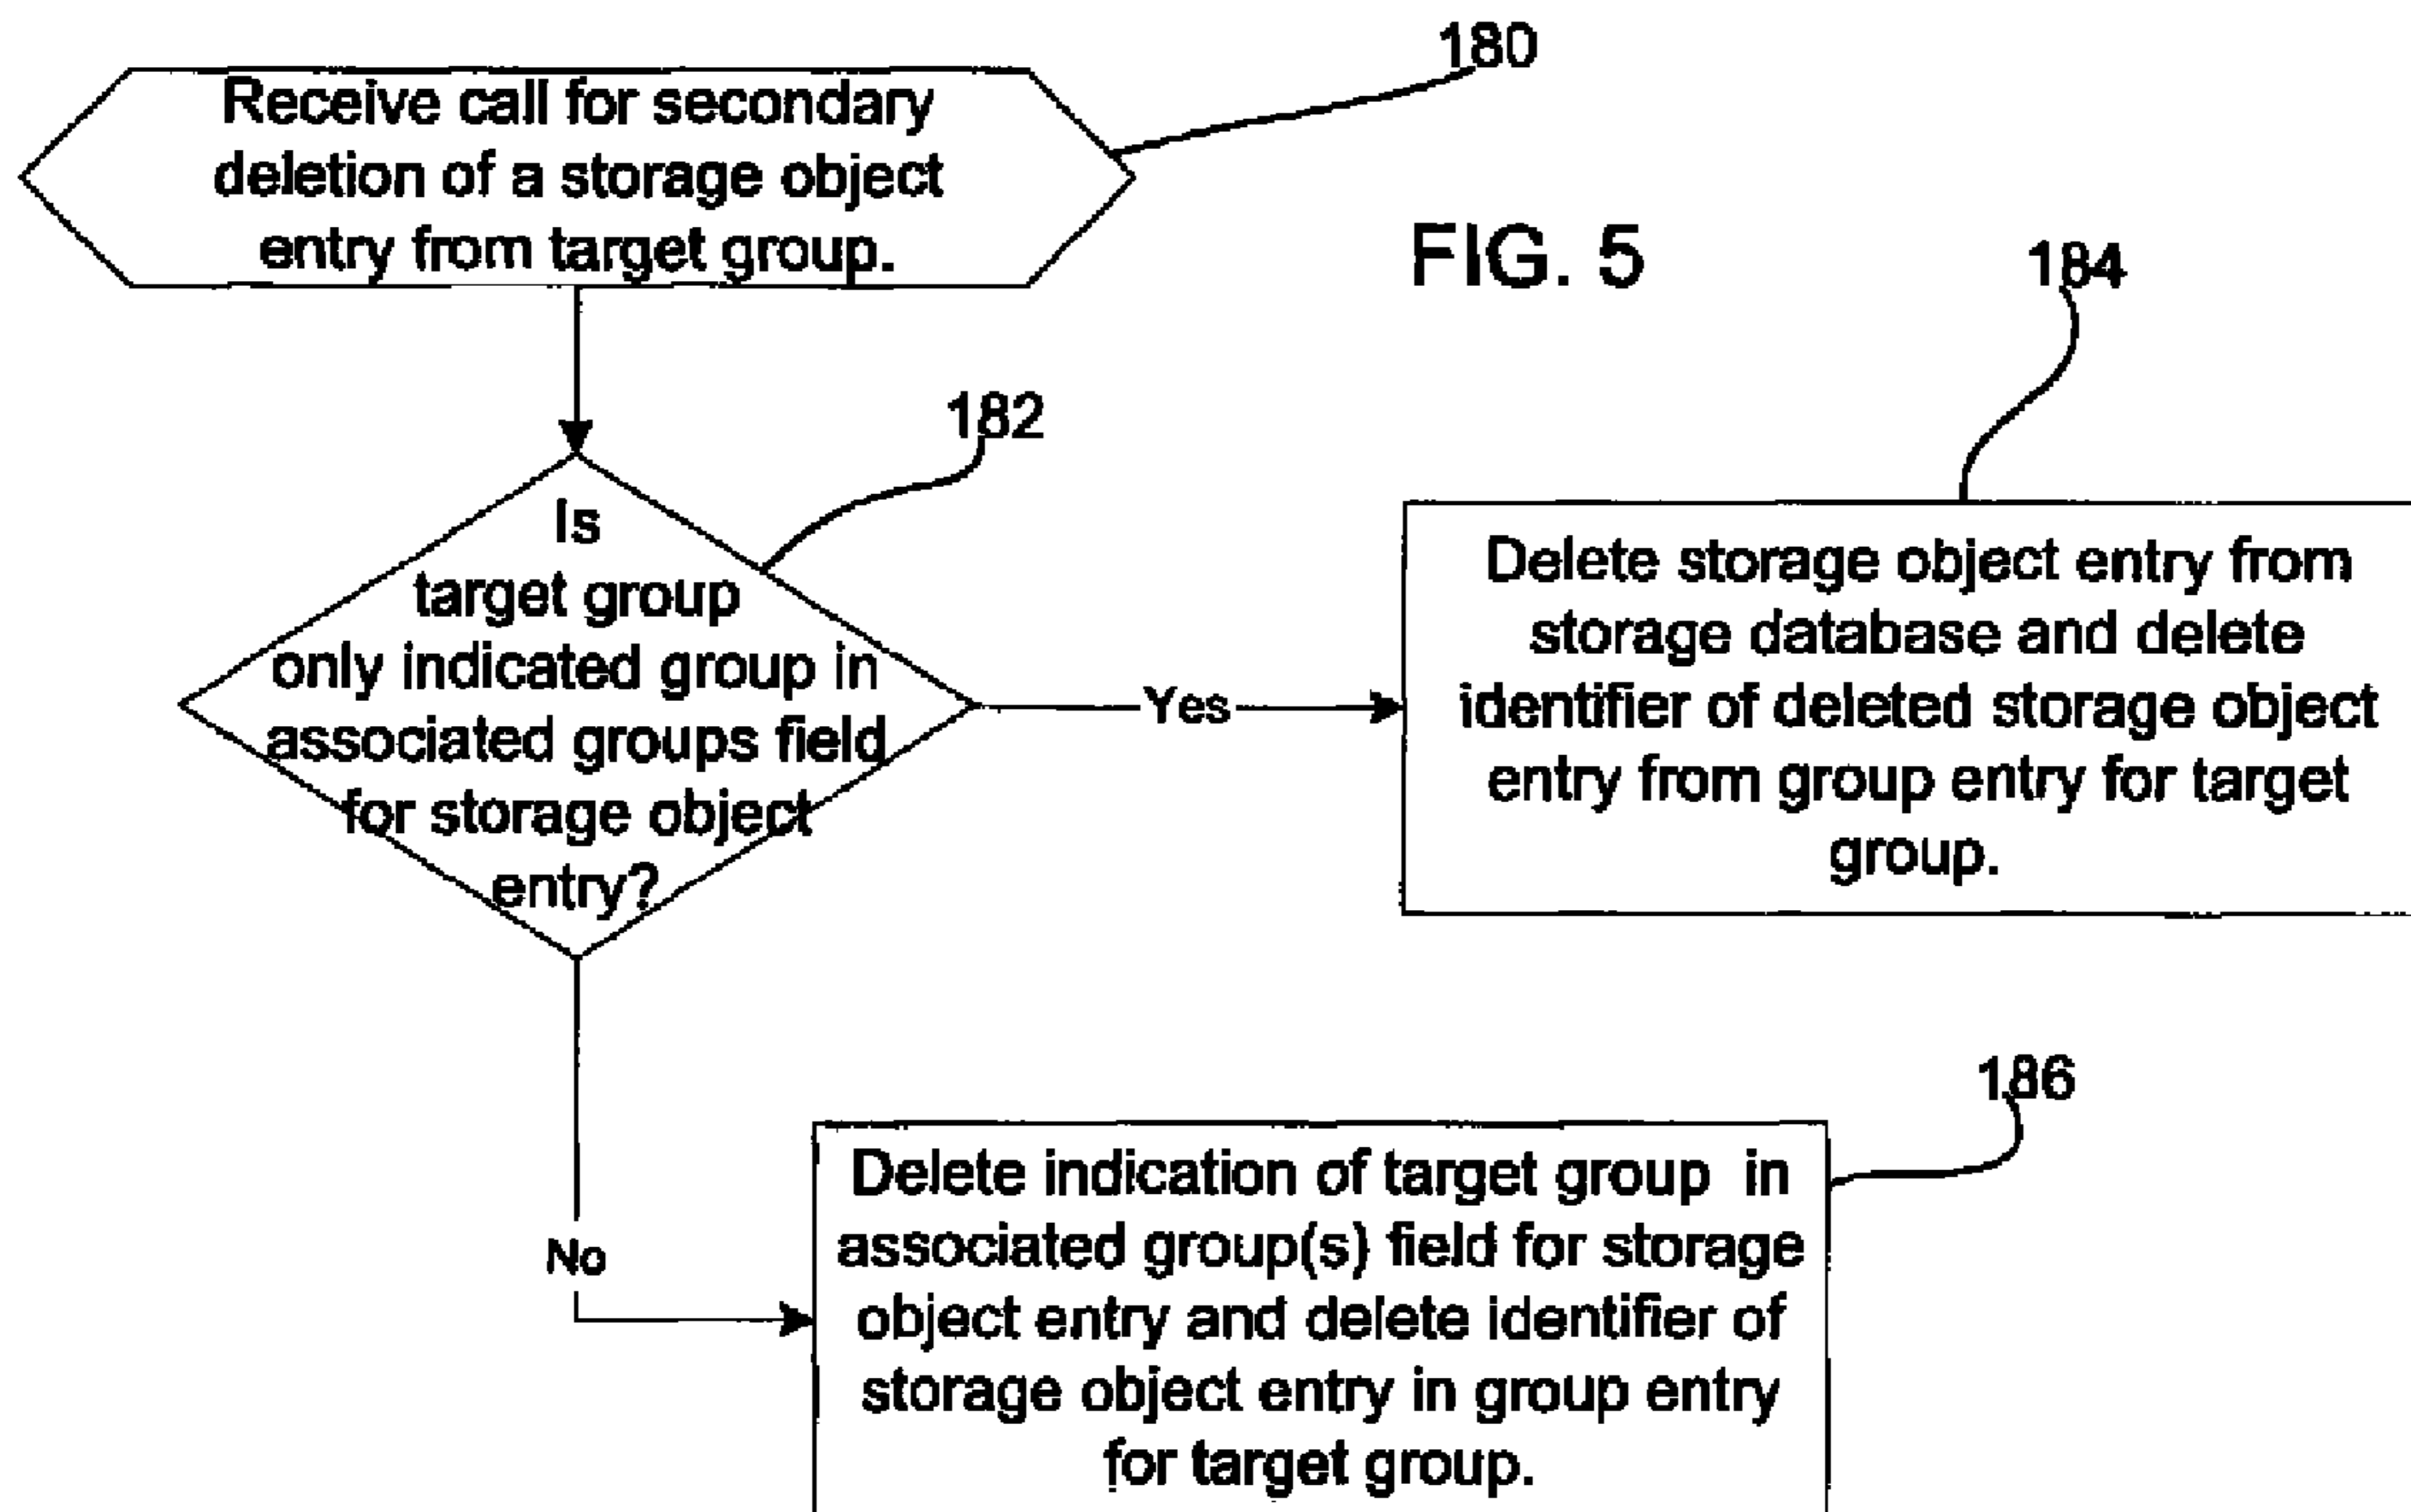 180
Receive call for secondary
deletion of a storage object
entry from target group.
FIG. 5
184
182
Is
target group
only indicated group in
associated groups field
for storage object
entry?
Yes
Delete storage object entry from
storage database and delete
identifier of deleted storage object
entry from group entry for target
group.
186
No
Delete indication of target group in
associated group(s) field for storage
object entry and delete identifier of
storage object entry in group entry
for target group.